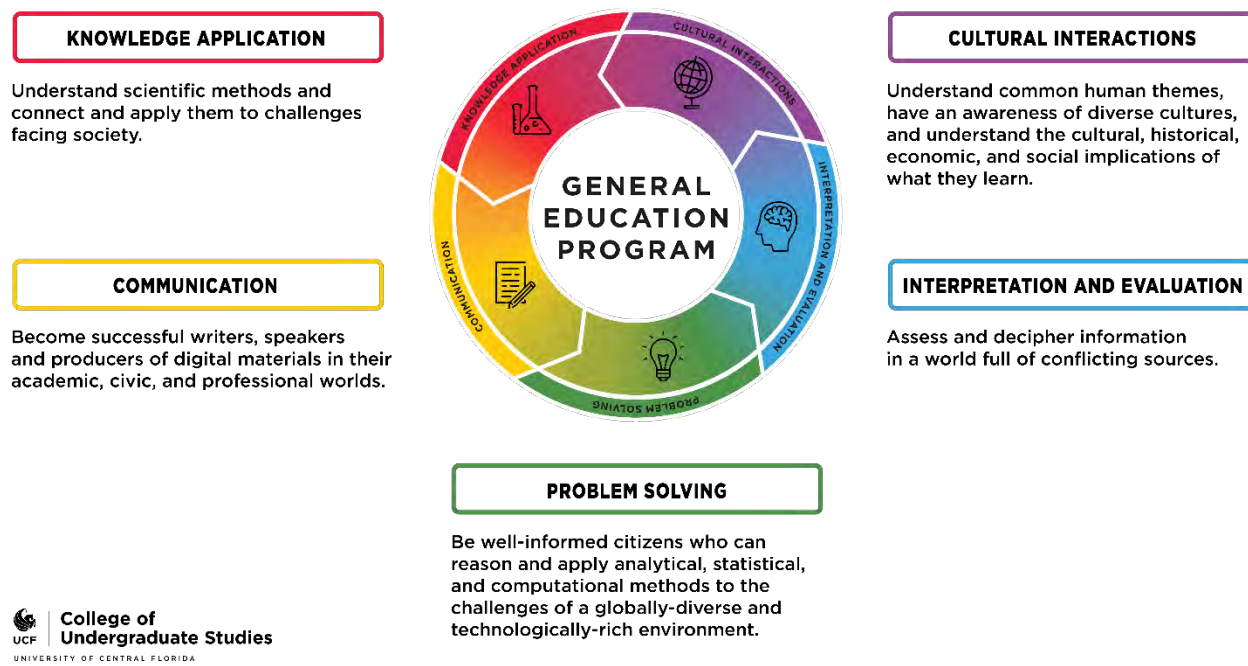 KNOWLEDGE APPLICATION
Understand scientific methods and
connect and apply them to challenges
facing society.
COMMUNICATION
Become successful writers, speakers
and producers of digital materials in their
academic, civic, and professional worlds.
KNOWLEDGE APPLICATION
CULTURAL INTERACTIONS
INTERPRETATION AND EVALUATION
PROBLEM SOLVING
COMMUNICATION
GENERAL
EDUCATION
PROGRAM
CULTURAL INTERACTIONS
Understand common human themes,
have an awareness of diverse cultures,
and understand the cultural, historical,
economic, and social implications of
what they learn.
INTERPRETATION AND EVALUATION
Assess and decipher information
in a world full of conflicting sources.
PROBLEM SOLVING
Be well-informed citizens who can
reason and apply analytical, statistical,
and computational methods to the
challenges of a globally-diverse and
technologically-rich environment.
UCF
College of
Undergraduate Studies
UNIVERSITY OF CENTRAL FLORIDA